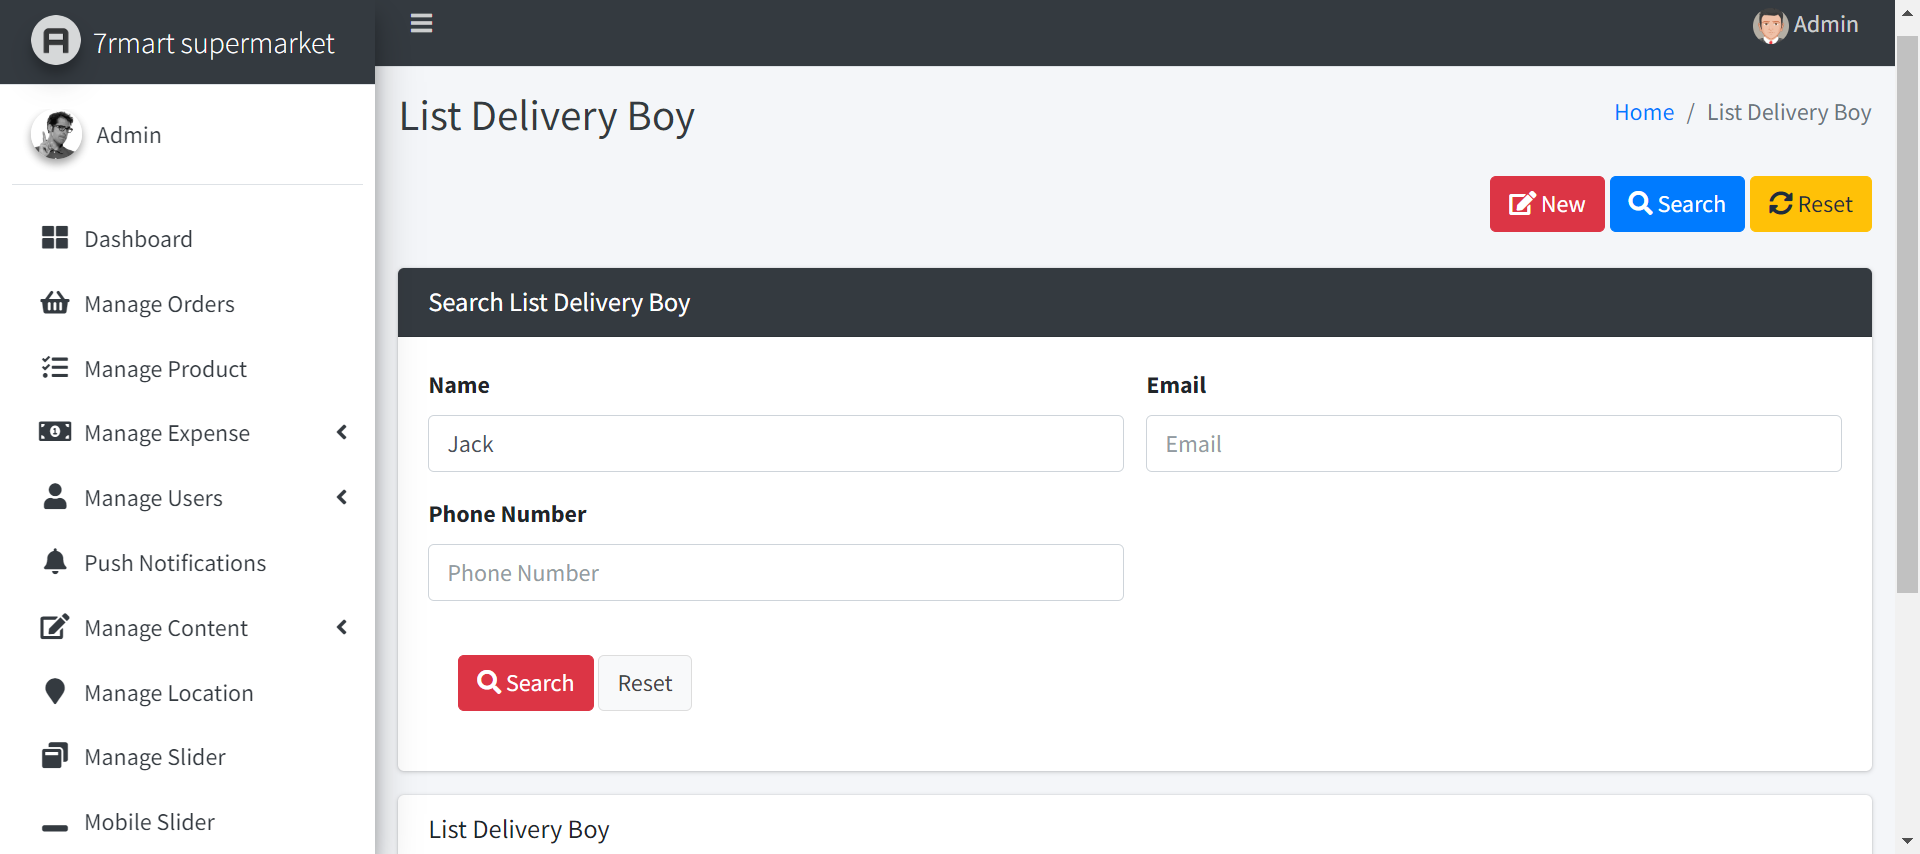 7rmart supermarket
Admin
Admin
Dashboard
Manage Orders
Manage Product
Manage Expense
Manage Users
Push Notifications
Manage Content
Manage Location
Manage Slider
Mobile Slider
List Delivery Boy
Home / List Delivery Boy
New Search Reset
Search List Delivery Boy
Name Email
Jack Email
Phone Number
Phone Number
Search Reset
List Delivery Boy